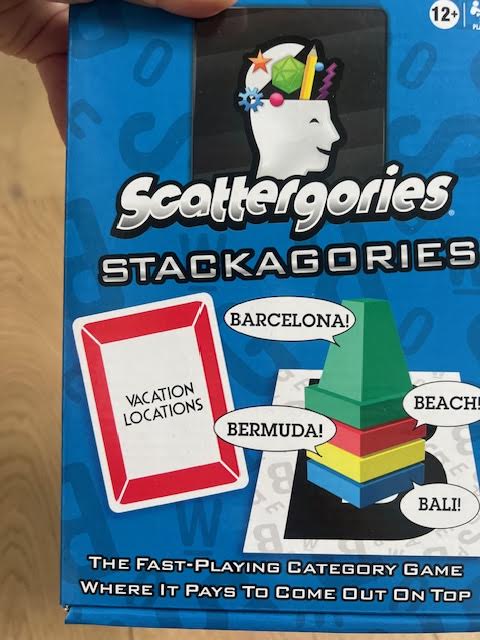 12+
Scattergories®
STACKAGORIES
BARCELONA!
VACATION
LOCATIONS
BEACH!
BERMUDA!
BALI!
THE FAST-PLAYING CATEGORY GAME
WHERE IT PAYS TO COME OUT ON TOP